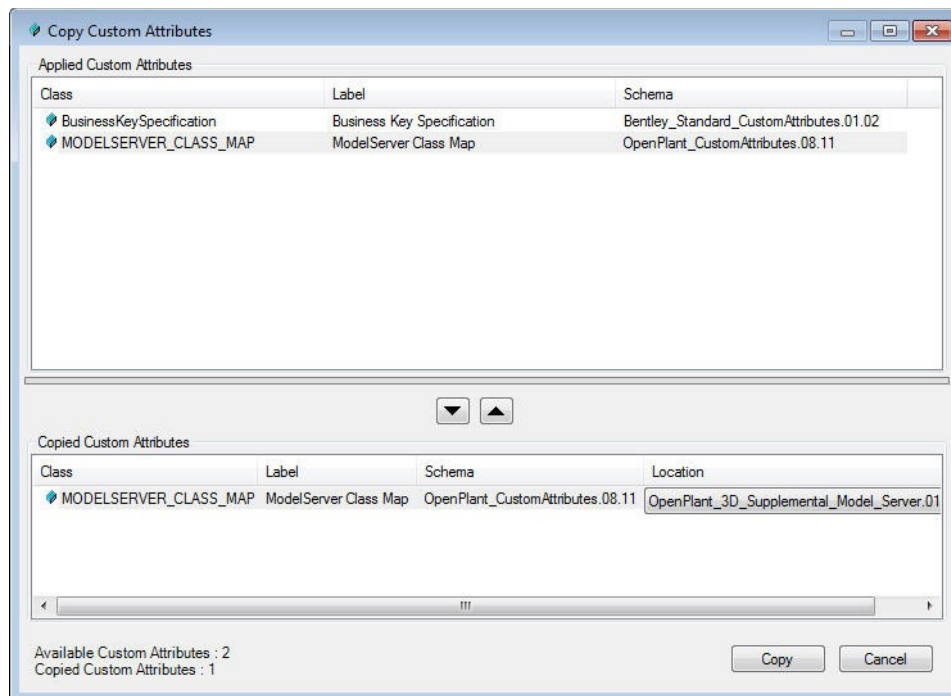 Copy Custom Attributes
Applied Custom Attributes
Class Label Schema
BusinessKeySpecification Business Key Specification Bentley_Standard_CustomAttributes.01.02
MODELSERVER_CLASS_MAP ModelServer Class Map OpenPlant_CustomAttributes.08.11
Copied Custom Attributes
Class Label Schema Location
MODELSERVER_CLASS_MAP ModelServer Class Map OpenPlant_CustomAttributes.08.11 OpenPlant_3D_Supplemental_Model_Server.01
Available Custom Attributes : 2
Copied Custom Attributes : 1
Copy Cancel